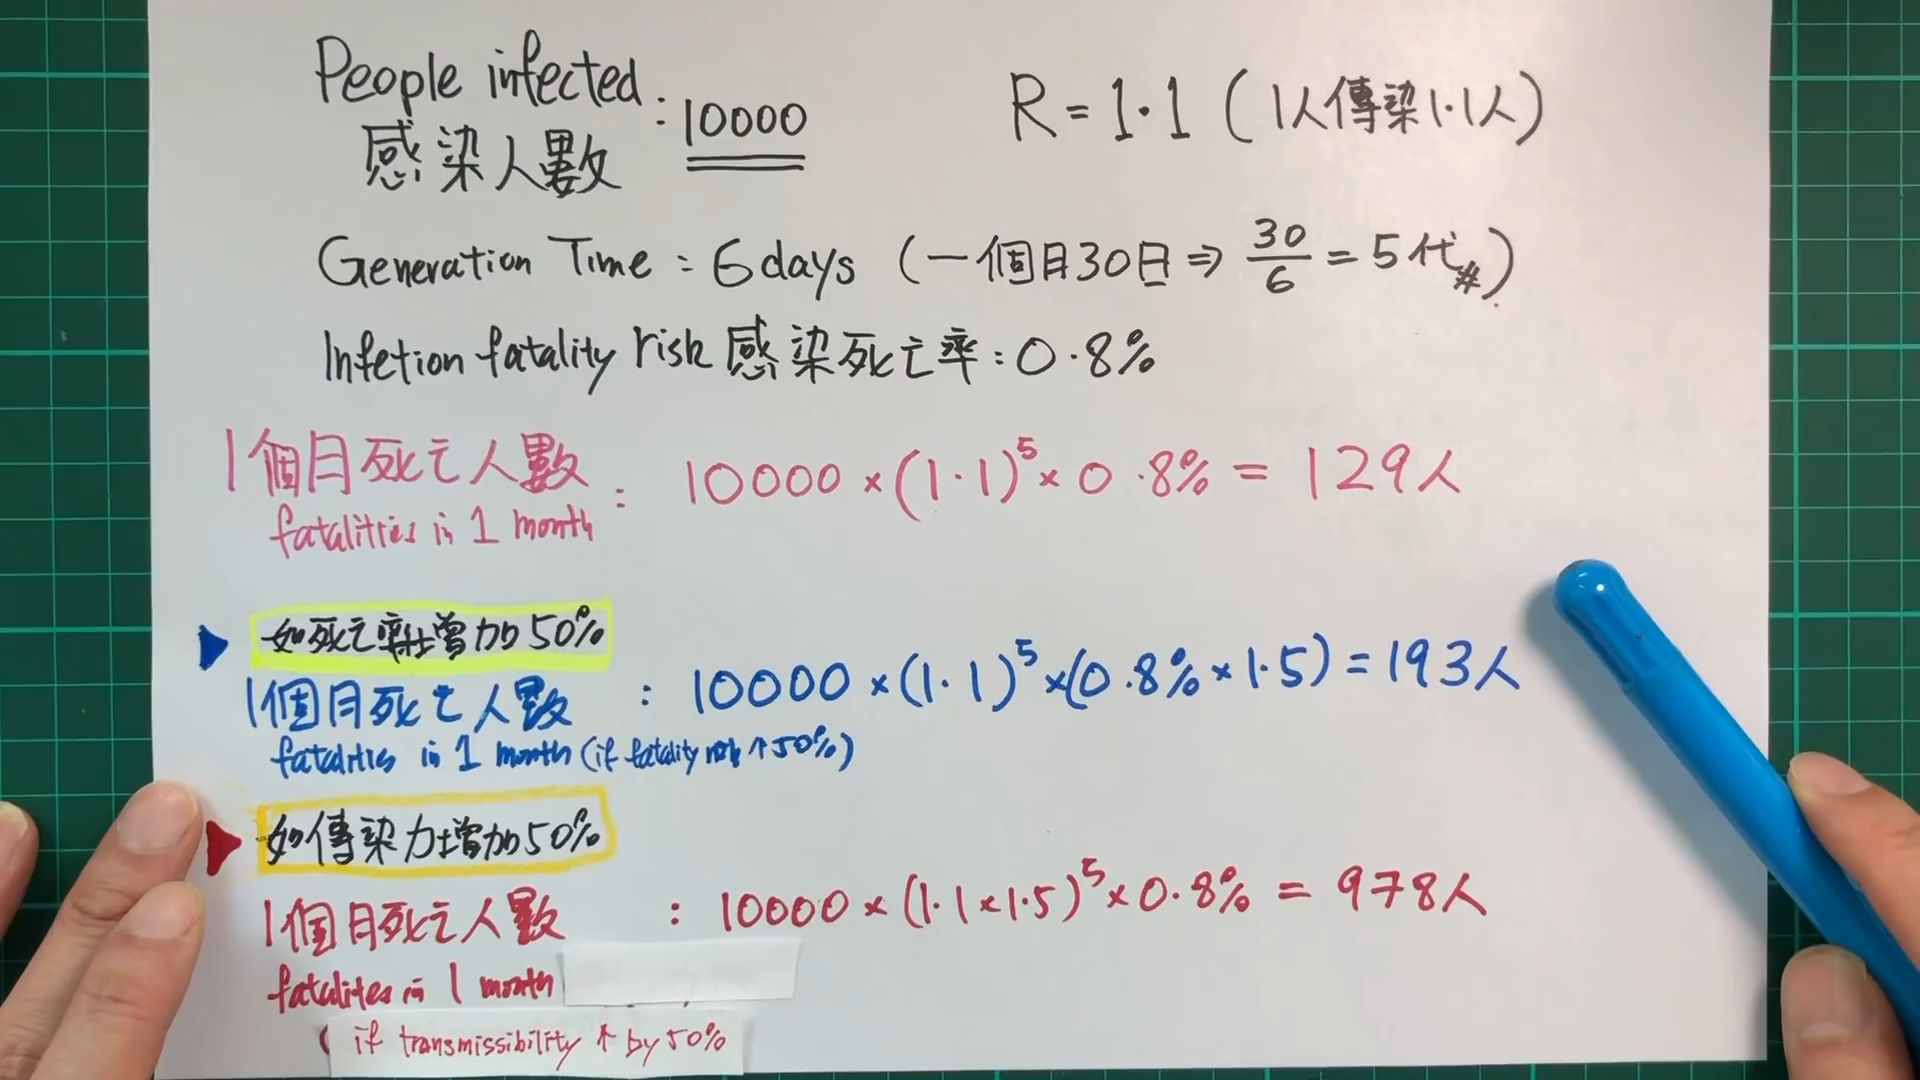 People infected : 10000
感染人數
R = 1.1 (1人傳染1.1人)
Generation Time : 6 days (一個月30日 ⇒ 30/6 = 5代#)
Infetion fatality risk 感染死亡率 : 0.8%
1個月死亡人數 : 10000 × (1.1)⁵ × 0.8% = 129人
fatalities in 1 month
如死亡率增加50%
1個月死亡人數 : 10000 × (1.1)⁵ × (0.8% × 1.5) = 193人
fatalities in 1 month (if fatality risk ↑ 50%)
如傳染力增加50%
1個月死亡人數 : 10000 × (1.1 × 1.5)⁵ × 0.8% = 978人
fatalites in 1 month
if transmissibility ↑ by 50%